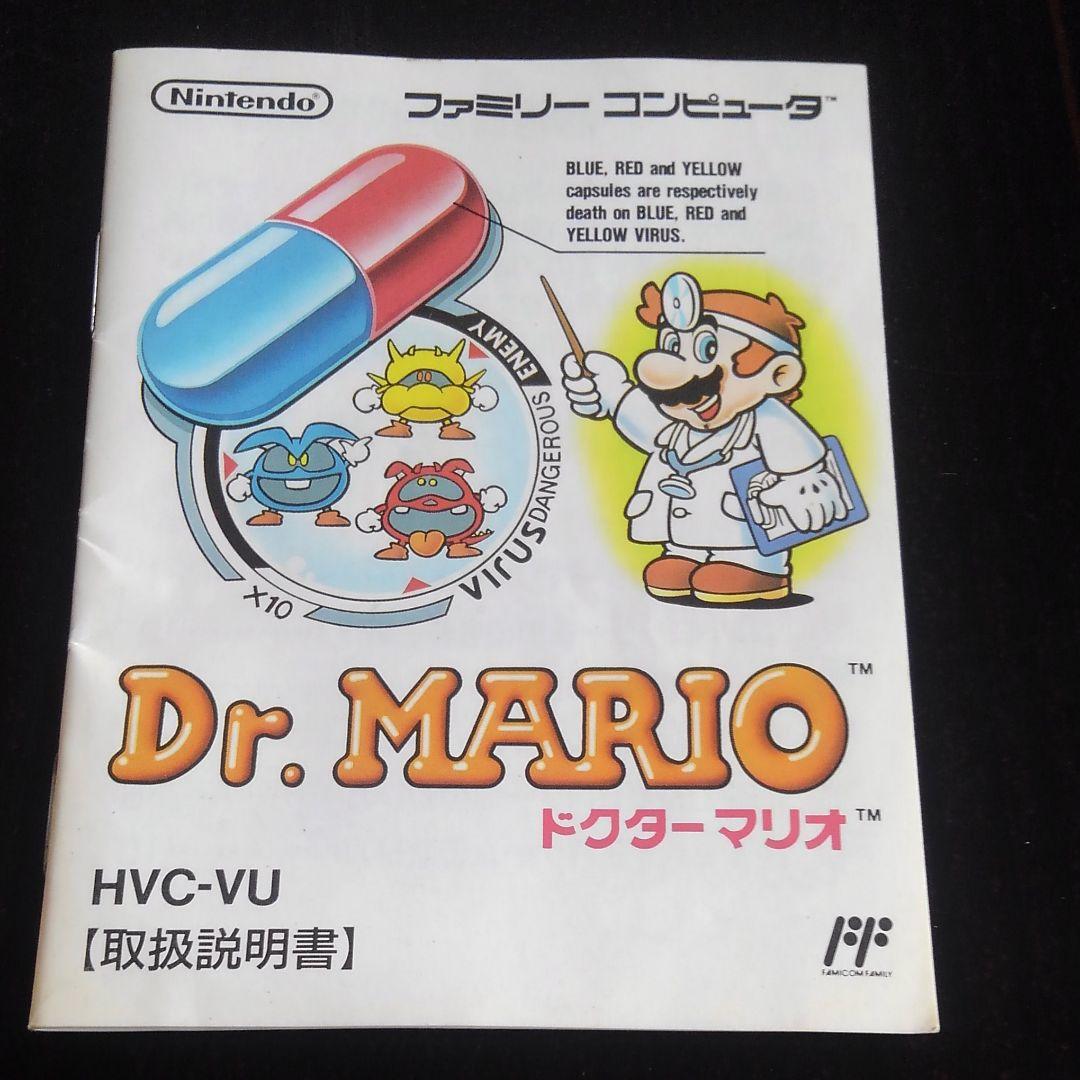 Nintendo®
ファミリー コンピュータ™
BLUE, RED and YELLOW
capsules are respectively
death on BLUE, RED and
YELLOW VIRUS.
ENEMY
DANGEROUS
VIRUS
X10
Dr. MARIO™
ドクターマリオ™
HVC-VU
【取扱説明書】
FAMICOM FAMILY